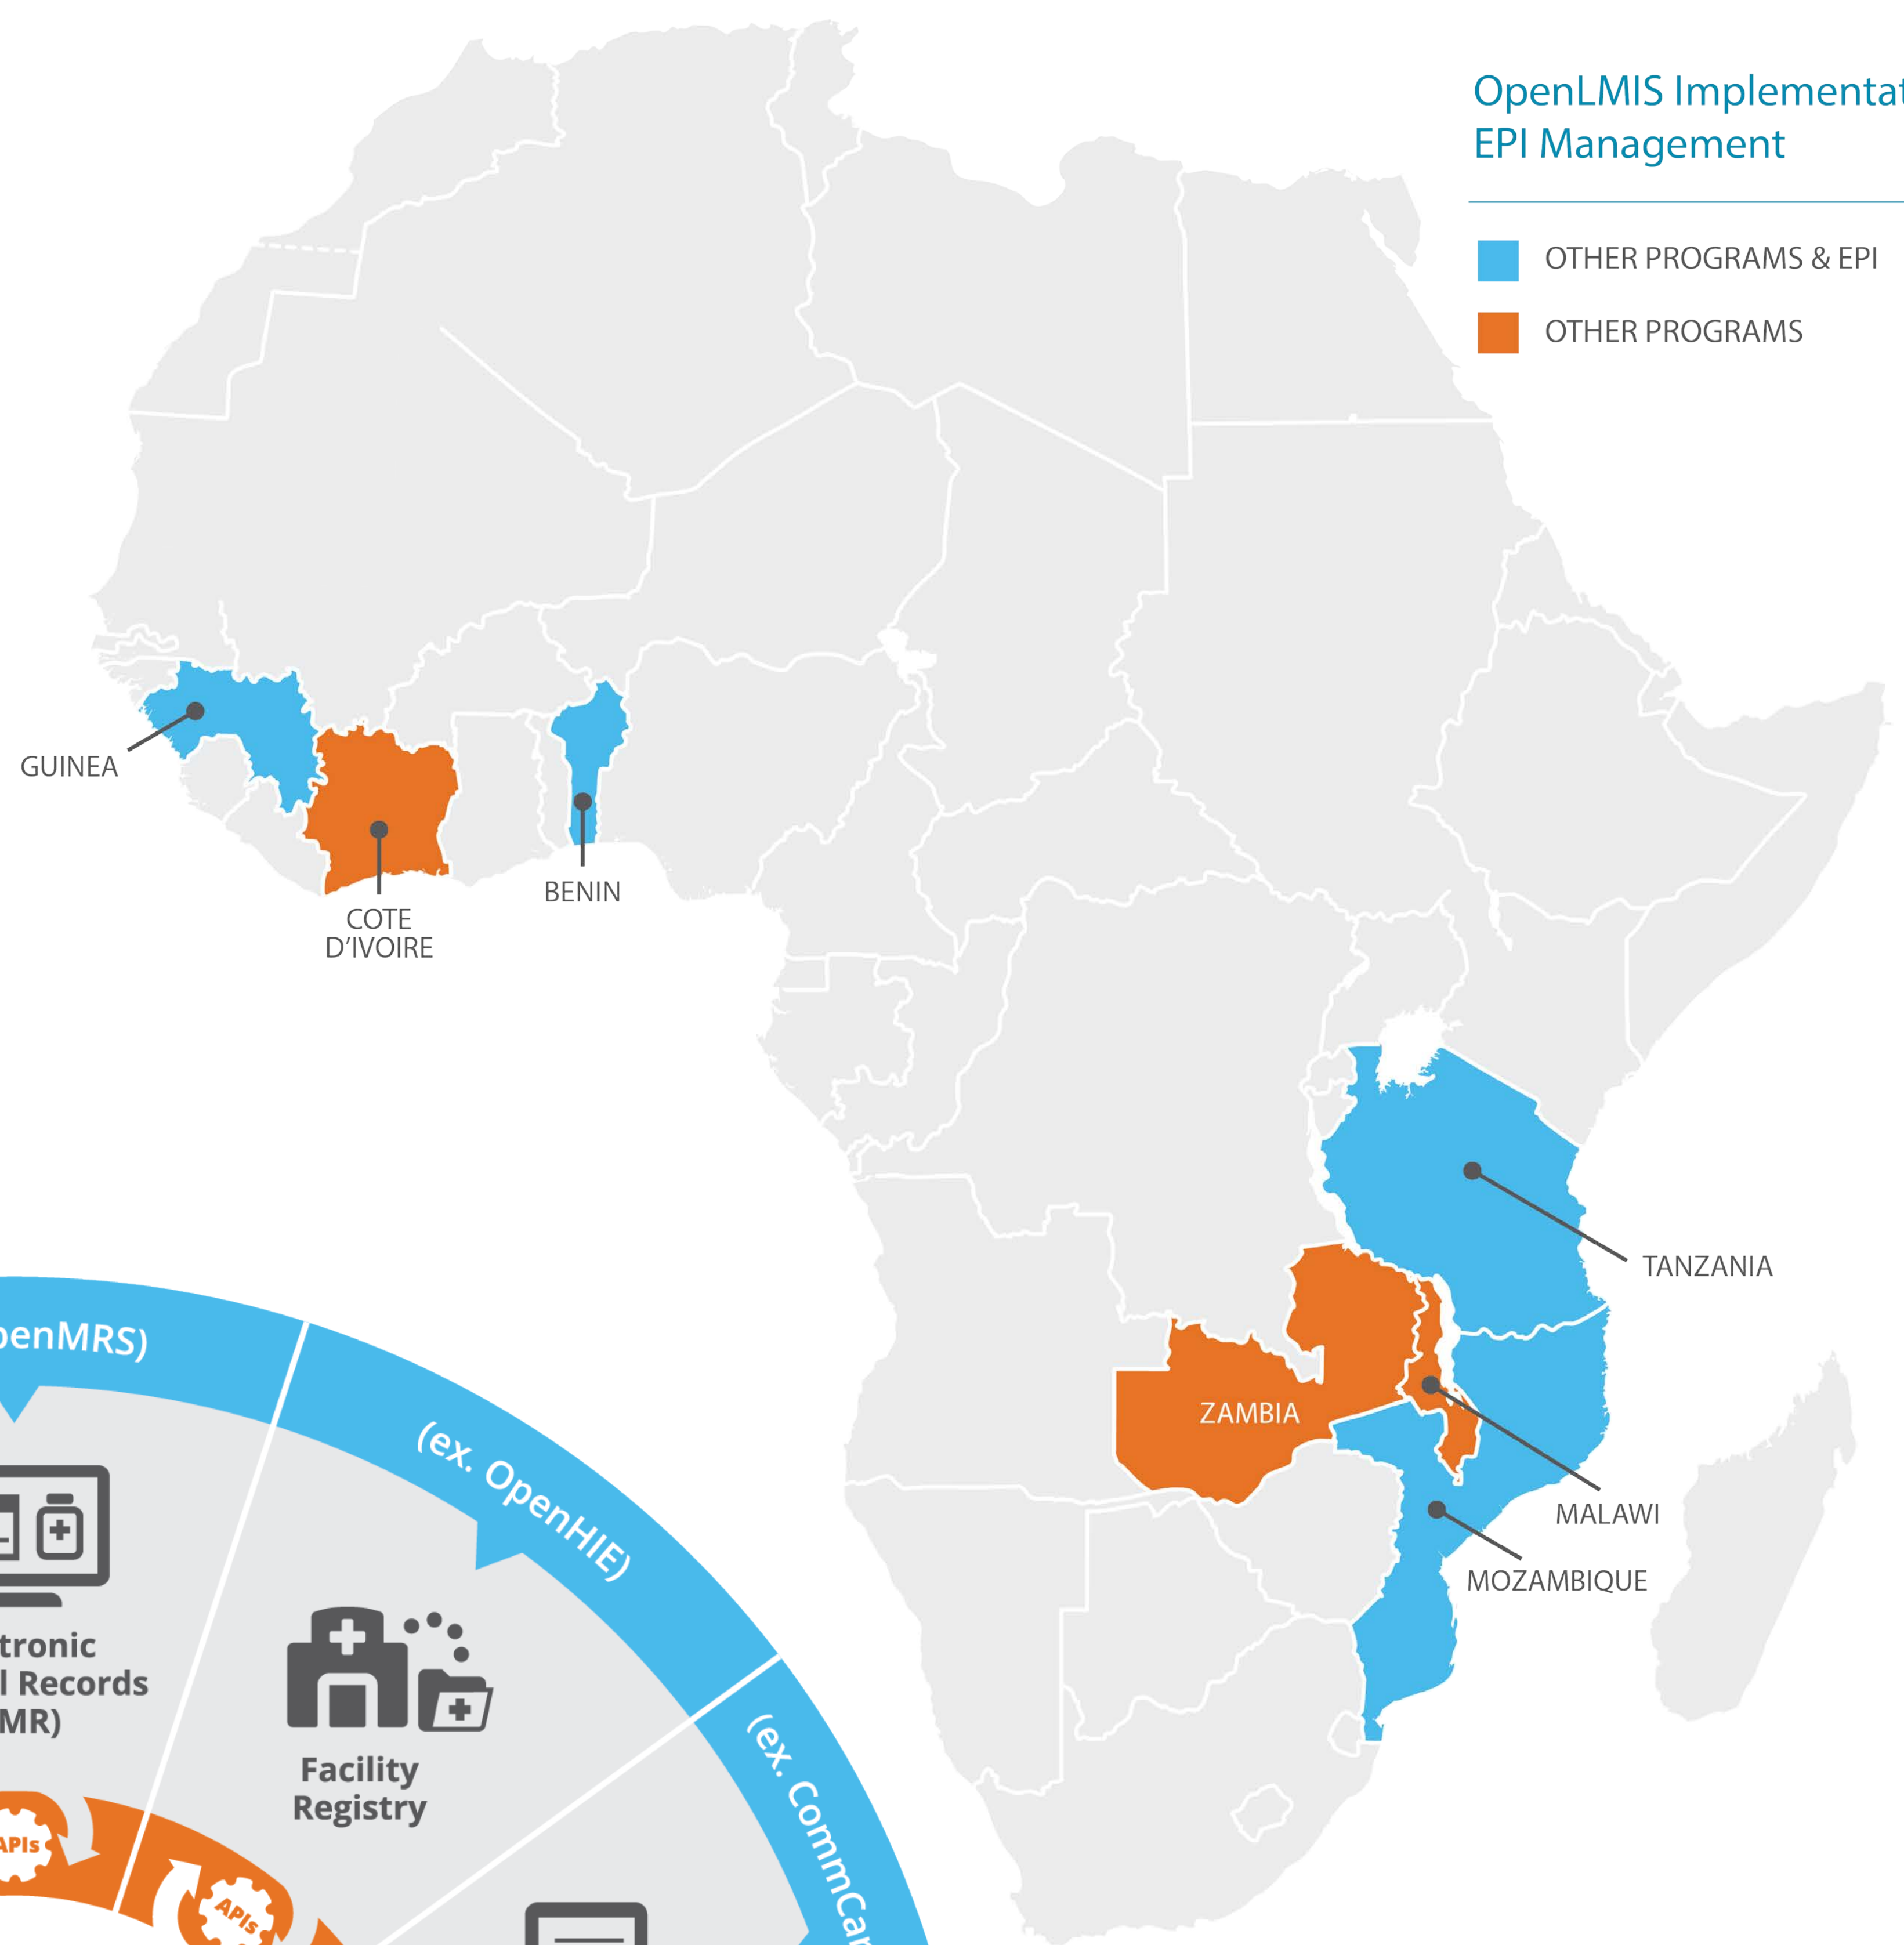 OpenLMIS Implementat
EPI Management
OTHER PROGRAMS & EPI
OTHER PROGRAMS
GUINEA
BENIN
COTE
D'IVOIRE
TANZANIA
ZAMBIA
MALAWI
MOZAMBIQUE
penMRS)
(ex. OpenHIE)
(ex. CommCar
tronic
l Records
MR)
Facility
Registry
APIs
APIs